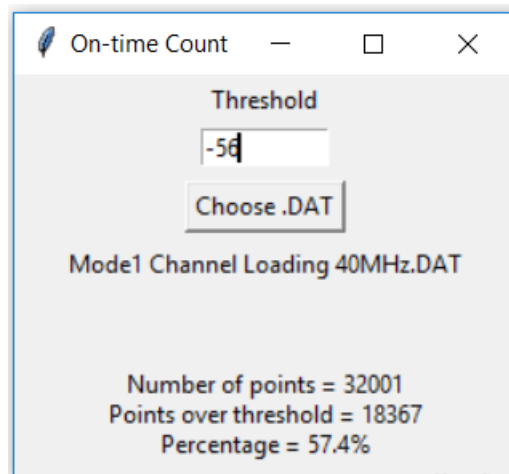 On-time Count
Threshold
-56
Choose .DAT
Mode1 Channel Loading 40MHz.DAT
Number of points = 32001
Points over threshold = 18367
Percentage = 57.4%